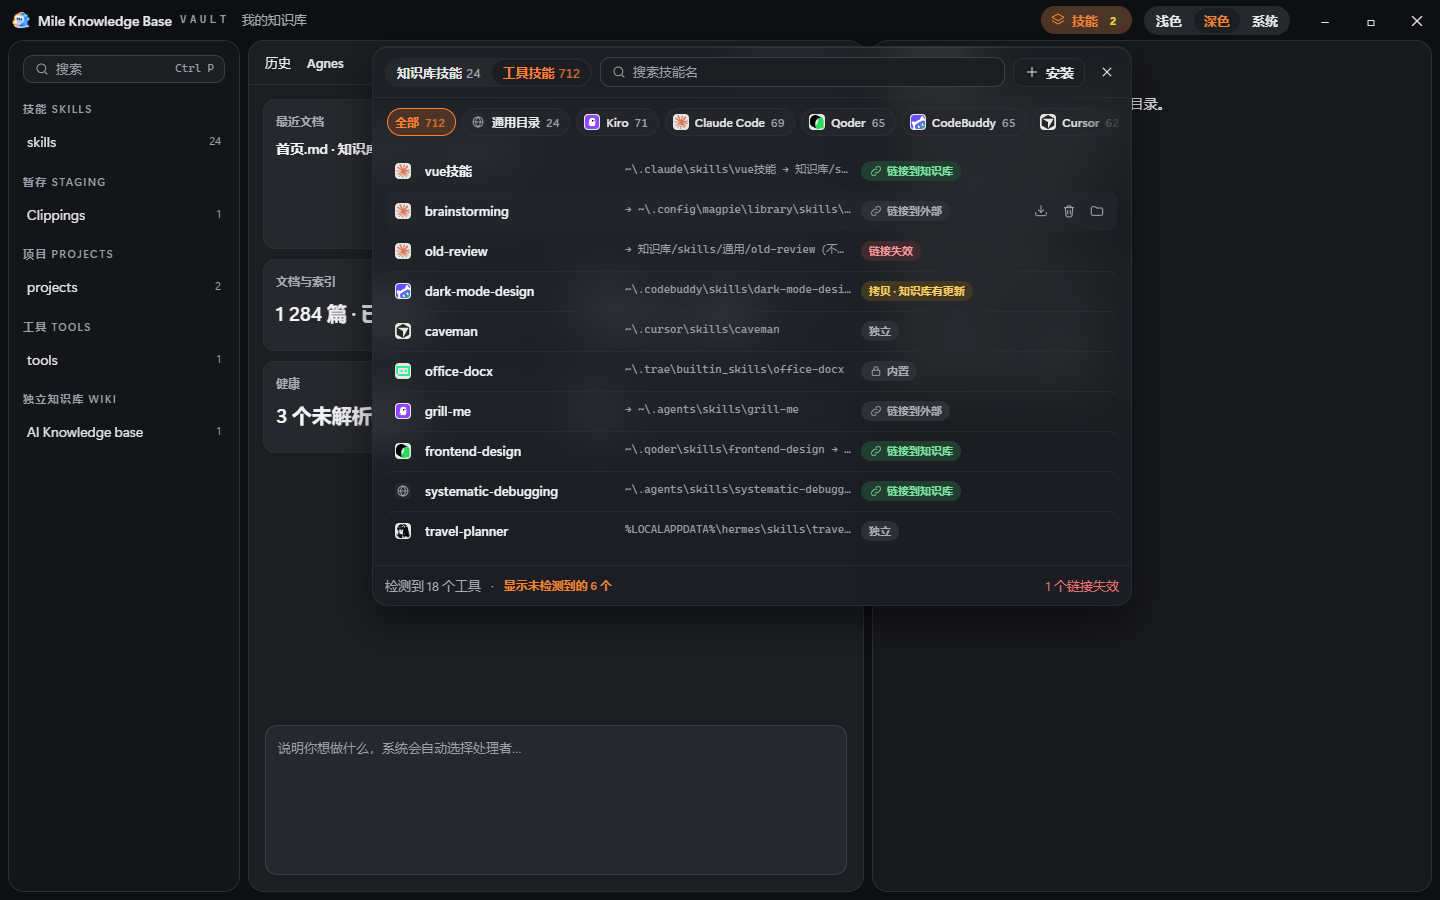 Mile Knowledge Base VAULT 我的知识库
技能 2
浅色 深色 系统
搜索 Ctrl P
技能 SKILLS
skills 24
暂存 STAGING
Clippings 1
项目 PROJECTS
projects 2
工具 TOOLS
tools 1
独立知识库 WIKI
AI Knowledge base 1
历史 Agnes
最近文档
首页.md · 知识库
文档与索引
1 284 篇 · 已
健康
3 个未解析
目录。
知识库技能 24 工具技能 712 搜索技能名 安装
全部 712 通用目录 24 Kiro 71 Claude Code 69 Qoder 65 CodeBuddy 65 Cursor 62
vue技能 ~\.claude\skills\vue技能 → 知识库/s… 链接到知识库
brainstorming → ~\.config\magpie\library\skills\… 链接到外部
old-review → 知识库/skills/通用/old-review（不… 链接失效
dark-mode-design ~\.codebuddy\skills\dark-mode-desi… 拷贝 · 知识库有更新
caveman ~\.cursor\skills\caveman 独立
office-docx ~\.trae\builtin_skills\office-docx 内置
grill-me → ~\.agents\skills\grill-me 链接到外部
frontend-design ~\.qoder\skills\frontend-design → … 链接到知识库
systematic-debugging ~\.agents\skills\systematic-debugg… 链接到知识库
travel-planner %LOCALAPPDATA%\hermes\skills\trave… 独立
检测到 18 个工具 · 显示未检测到的 6 个 1 个链接失效
说明你想做什么，系统会自动选择处理者...